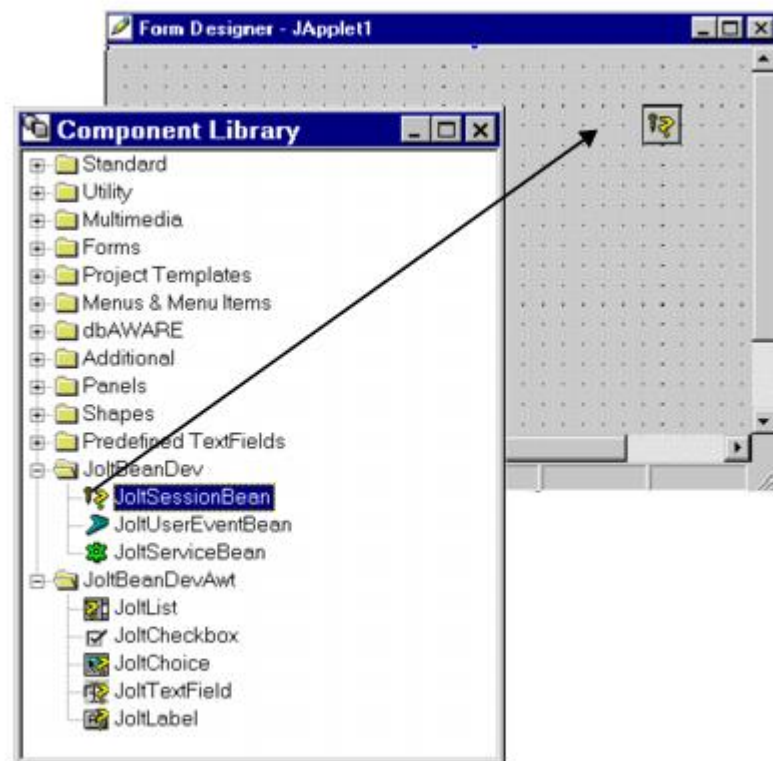 Form Designer - JApplet1
Component Library
Standard
Utility
Multimedia
Forms
Project Templates
Menus & Menu Items
dbAWARE
Additional
Panels
Shapes
Predefined TextFields
JoltBeanDev
JoltSessionBean
JoltUserEventBean
JoltServiceBean
JoltBeanDevAwt
JoltList
JoltCheckbox
JoltChoice
JoltTextField
JoltLabel